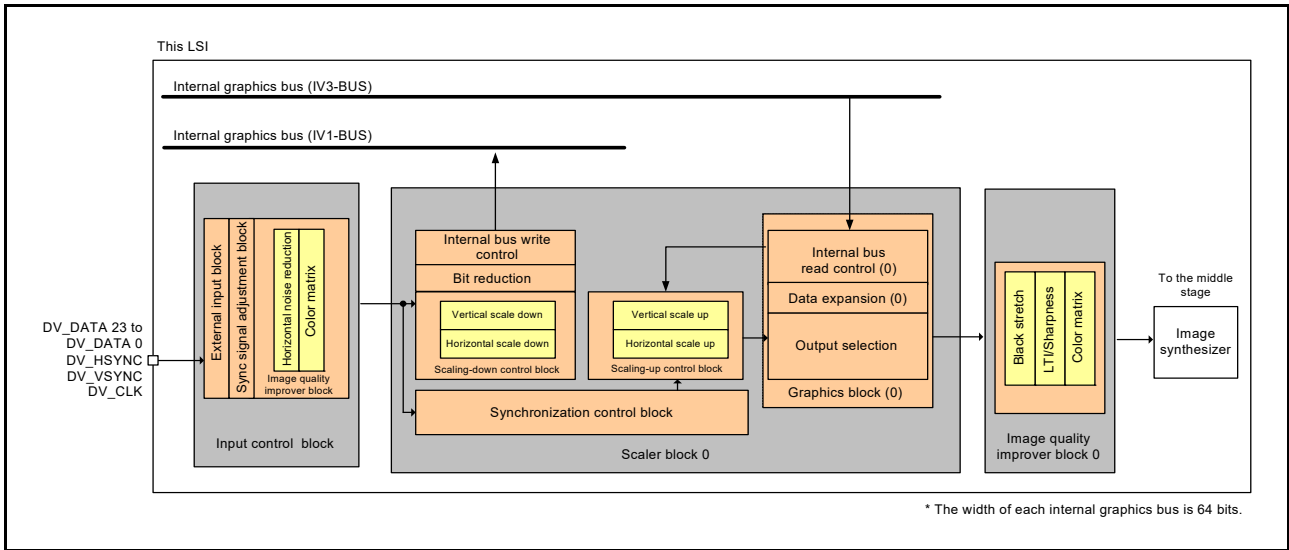 This LSI
Internal graphics bus (IV3-BUS)
Internal graphics bus (IV1-BUS)
DV_DATA 23 to
DV_DATA 0
DV_HSYNC
DV_VSYNC
DV_CLK
External input block
Sync signal adjustment block
Horizontal noise reduction
Color matrix
Image quality
improver block
Input control block
Internal bus write
control
Bit reduction
Vertical scale down
Horizontal scale down
Scaling-down control block
Vertical scale up
Horizontal scale up
Scaling-up control block
Synchronization control block
Internal bus
read control (0)
Data expansion (0)
Output selection
Graphics block (0)
Scaler block 0
Black stretch
LTI/Sharpness
Color matrix
Image quality
improver block 0
To the middle
stage
Image
synthesizer
* The width of each internal graphics bus is 64 bits.